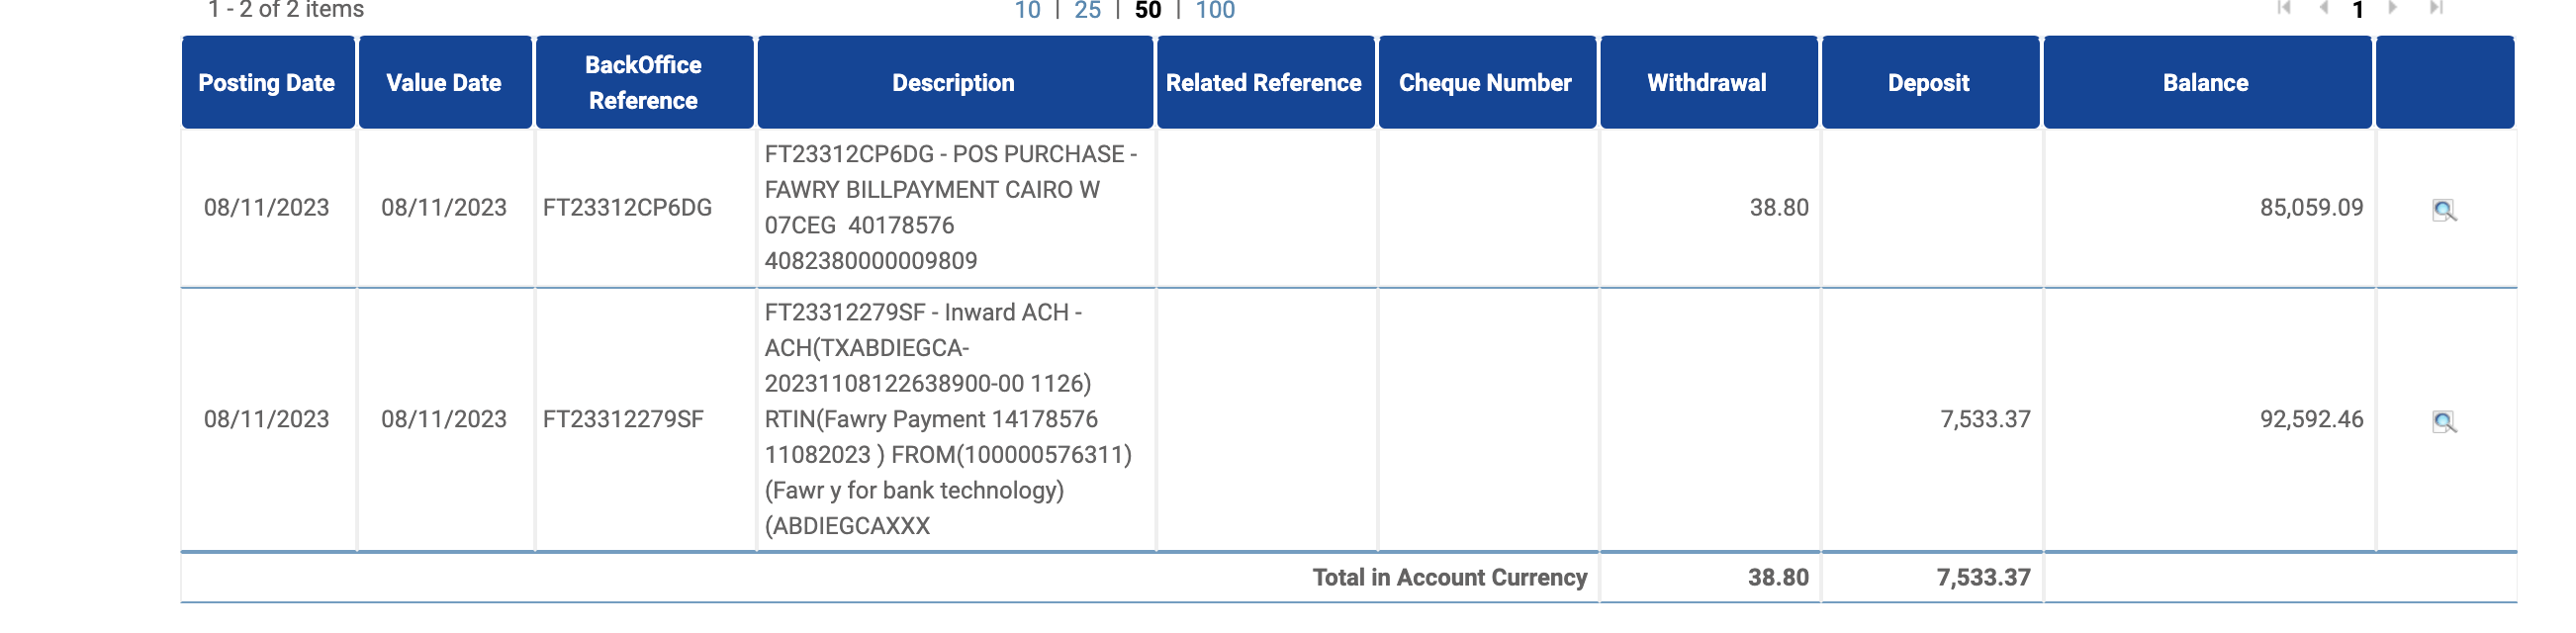 1 - 2 of 2 items
10 | 25 | 50 | 100
1
Posting Date
Value Date
BackOffice
Reference
Description
Related Reference
Cheque Number
Withdrawal
Deposit
Balance
08/11/2023
08/11/2023
FT23312CP6DG
FT23312CP6DG - POS PURCHASE -
FAWRY BILLPAYMENT CAIRO W
07CEG  40178576
4082380000009809
38.80
85,059.09
08/11/2023
08/11/2023
FT23312279SF
FT23312279SF - Inward ACH -
ACH(TXABDIEGCA-
20231108122638900-00 1126)
RTIN(Fawry Payment 14178576
11082023 ) FROM(100000576311)
(Fawr y for bank technology)
(ABDIEGCAXXX
7,533.37
92,592.46
Total in Account Currency
38.80
7,533.37